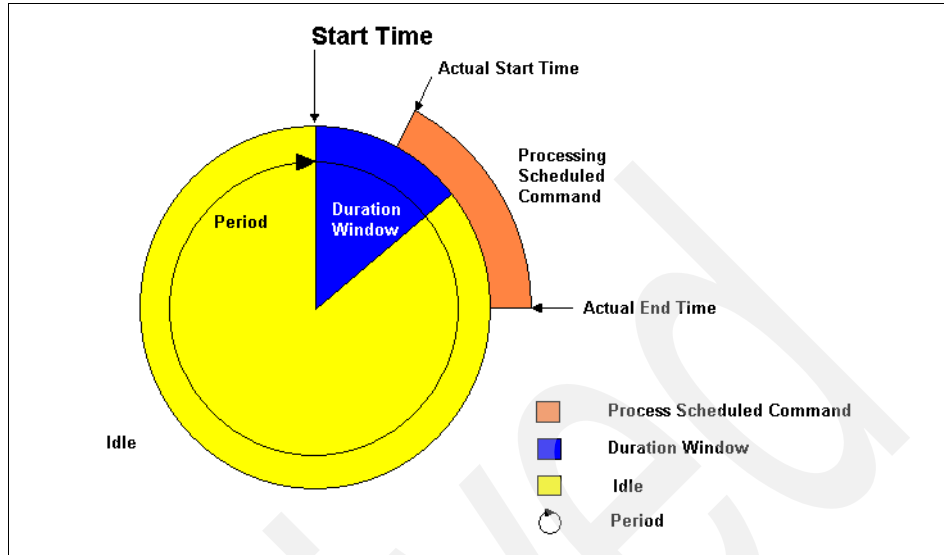 Start Time
Actual Start Time
Processing
Scheduled
Command
Duration
Window
Period
Actual End Time
Idle
Process Scheduled Command
Duration Window
Idle
Period